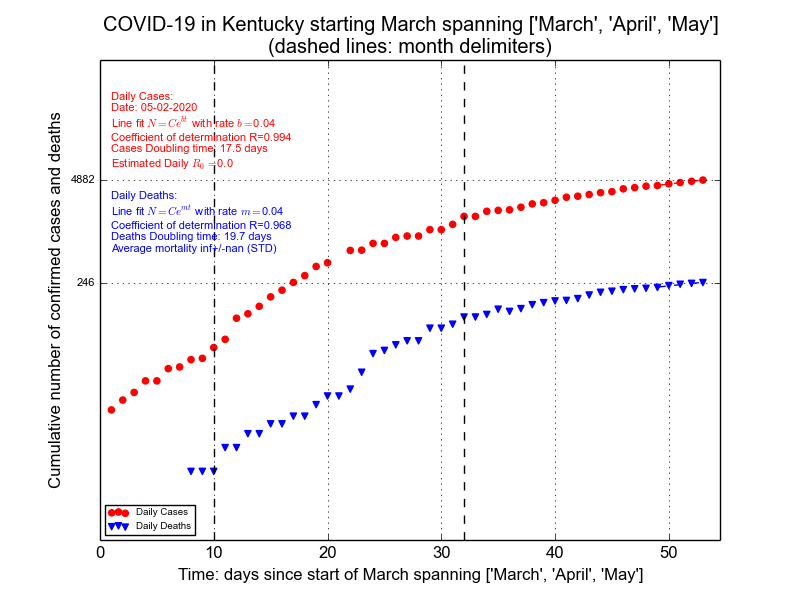 COVID-19 in Kentucky starting March spanning ['March', 'April', 'May']
(dashed lines: month delimiters)
Daily Cases:
Date: 05-02-2020
Line fit N = Ce^{bt} with rate b=0.04
Coefficient of determination R=0.994
Cases Doubling time: 17.5 days
Estimated Daily R_0 =0.0
4882
Daily Deaths:
Line fit N = Ce^{mt} with rate m=0.04
Coefficient of determination R=0.968
Deaths Doubling time: 19.7 days
Average mortality inf+/-nan (STD)
246
Cumulative number of confirmed cases and deaths
Daily Cases
Daily Deaths
0 10 20 30 40 50
Time: days since start of March spanning ['March', 'April', 'May']